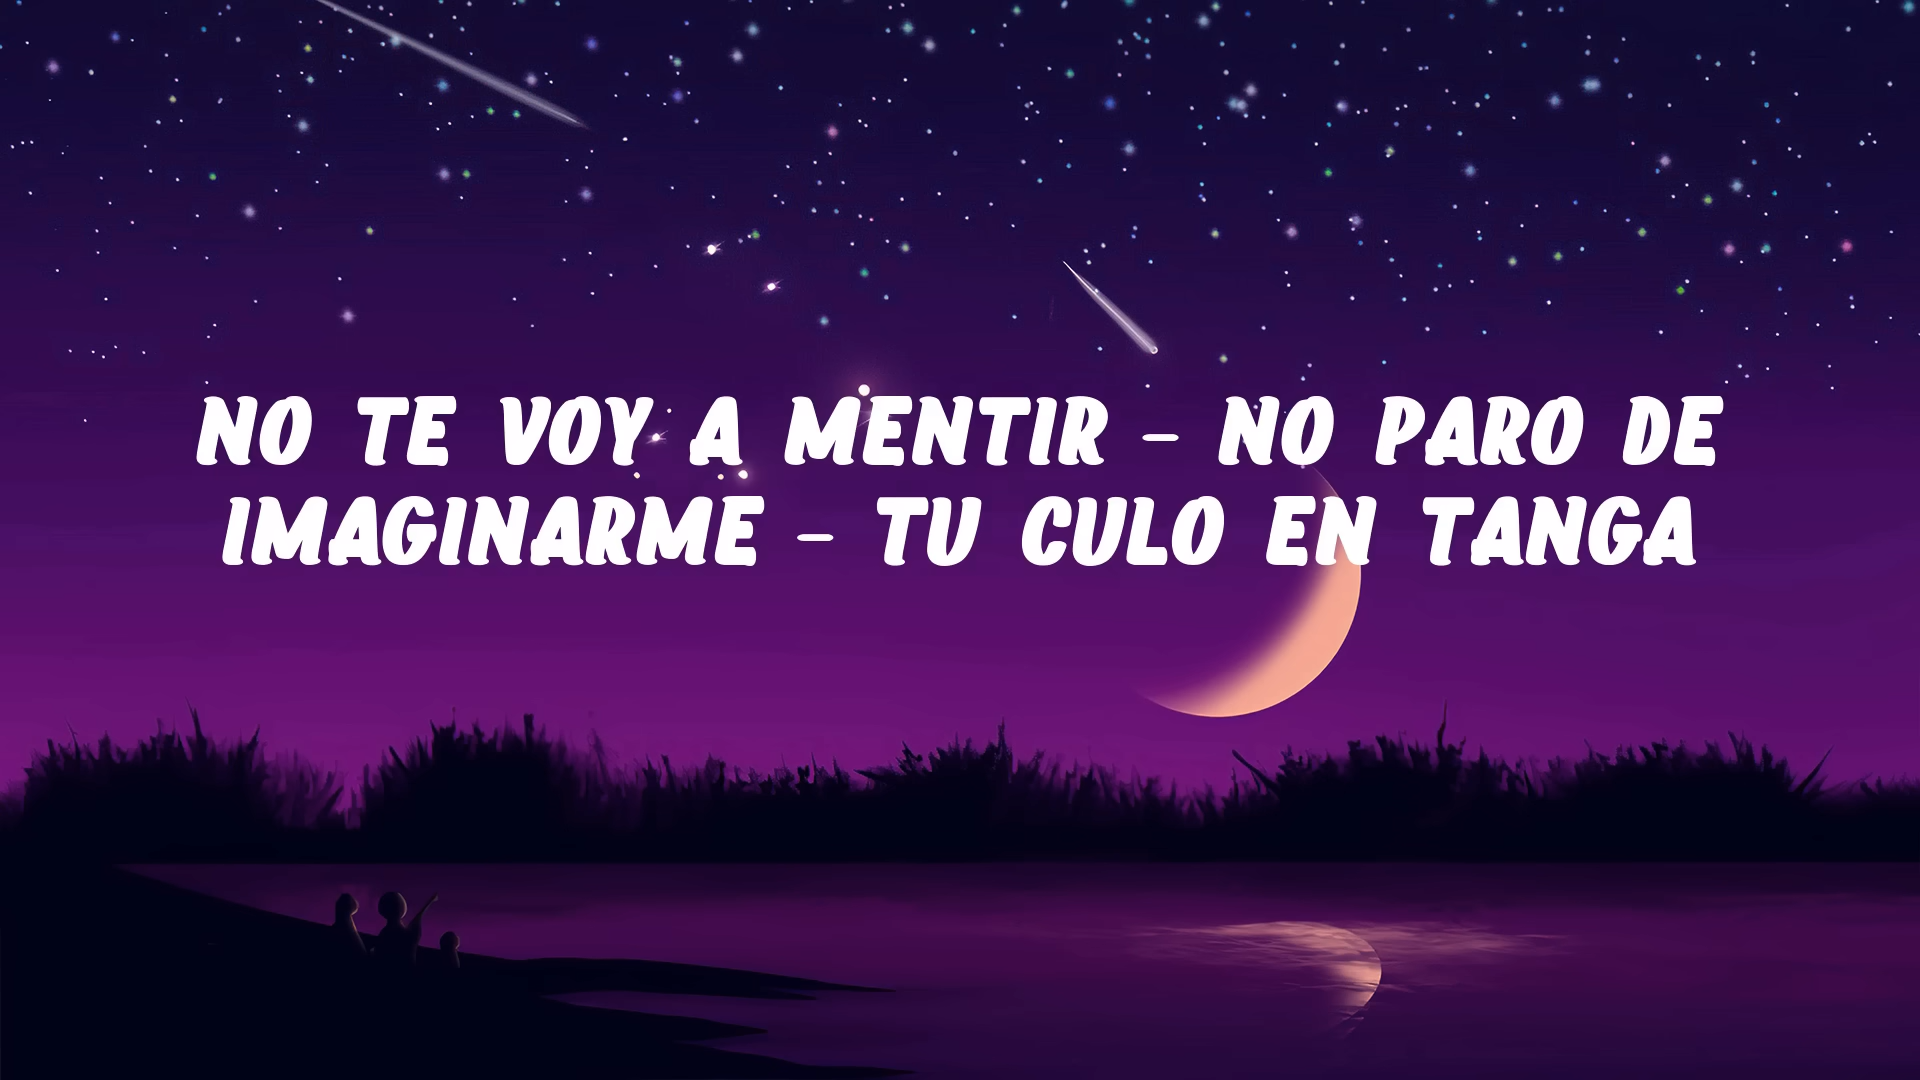 NO TE VOY A MENTIR - NO PARO DE
IMAGINARME - TU CULO EN TANGA